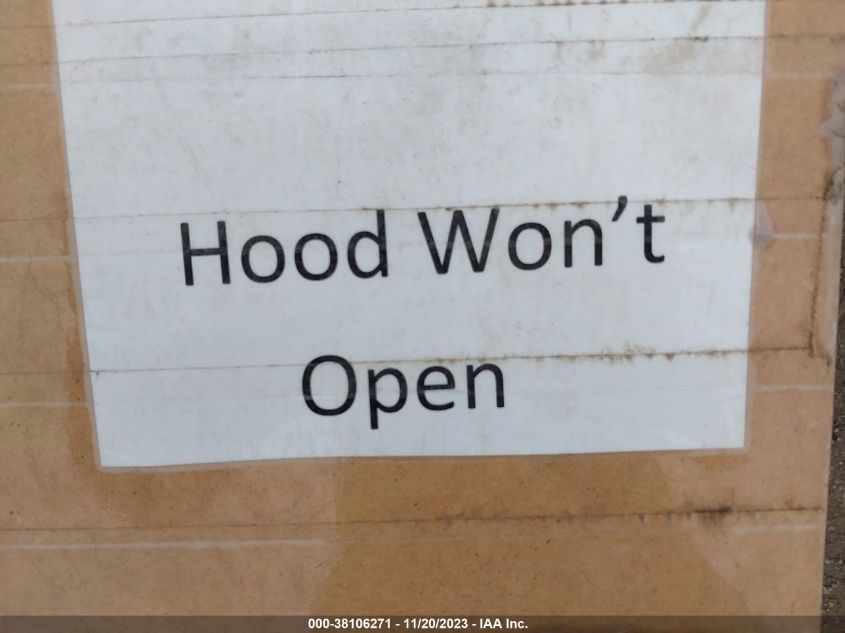 Hood Won’t
Open
000-38106271 - 11/20/2023 - IAA Inc.